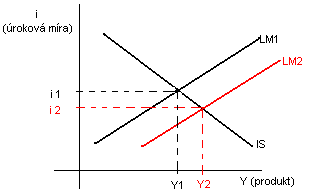 i
(úroková míra)
LM1
LM2
i 1
i 2
IS
Y1
Y2
Y (produkt)